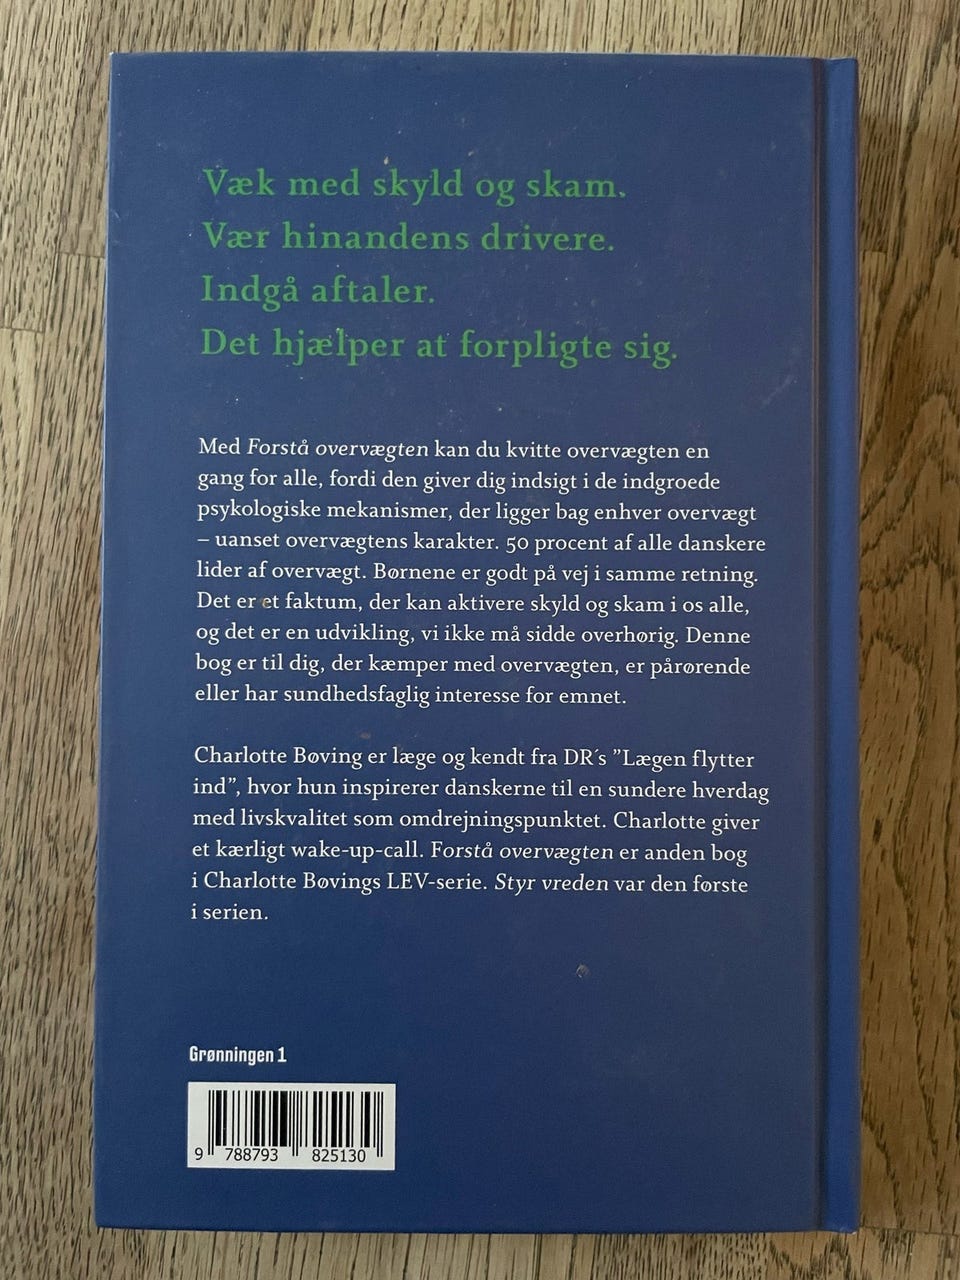 Væk med skyld og skam.
Vær hinandens drivere.
Indgå aftaler.
Det hjælper at forpligte sig.
Med Forstå overvægten kan du kvitte overvægten en
gang for alle, fordi den giver dig indsigt i de indgroede
psykologiske mekanismer, der ligger bag enhver overvægt
– uanset overvægtens karakter. 50 procent af alle danskere
lider af overvægt. Børnene er godt på vej i samme retning.
Det er et faktum, der kan aktivere skyld og skam i os alle,
og det er en udvikling, vi ikke må sidde overhørig. Denne
bog er til dig, der kæmper med overvægten, er pårørende
eller har sundhedsfaglig interesse for emnet.
Charlotte Bøving er læge og kendt fra DR´s ”Lægen flytter
ind”, hvor hun inspirerer danskerne til en sundere hverdag
med livskvalitet som omdrejningspunktet. Charlotte giver
et kærligt wake-up-call. Forstå overvægten er anden bog
i Charlotte Bøvings LEV-serie. Styr vreden var den første
i serien.
Grønningen 1
9 788793 825130